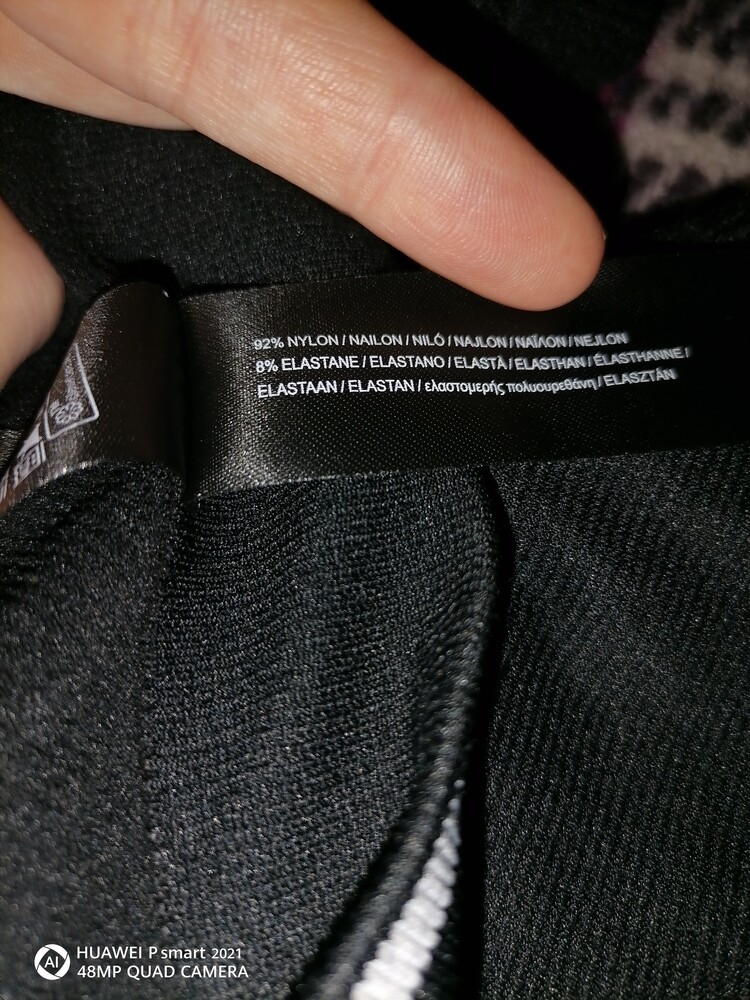 92% NYLON / NAILON / NILÓ / NAJLON / ΝΑΪΛΟΝ / NEJLON
8% ELASTANE / ELASTANO / ELASTÀ / ELASTHAN / ÉLASTHANNE /
ELASTAAN / ELASTAN / ελαστομερής πολυουρεθάνη / ELASZTÁN
HUAWEI P smart 2021
48MP QUAD CAMERA
AI